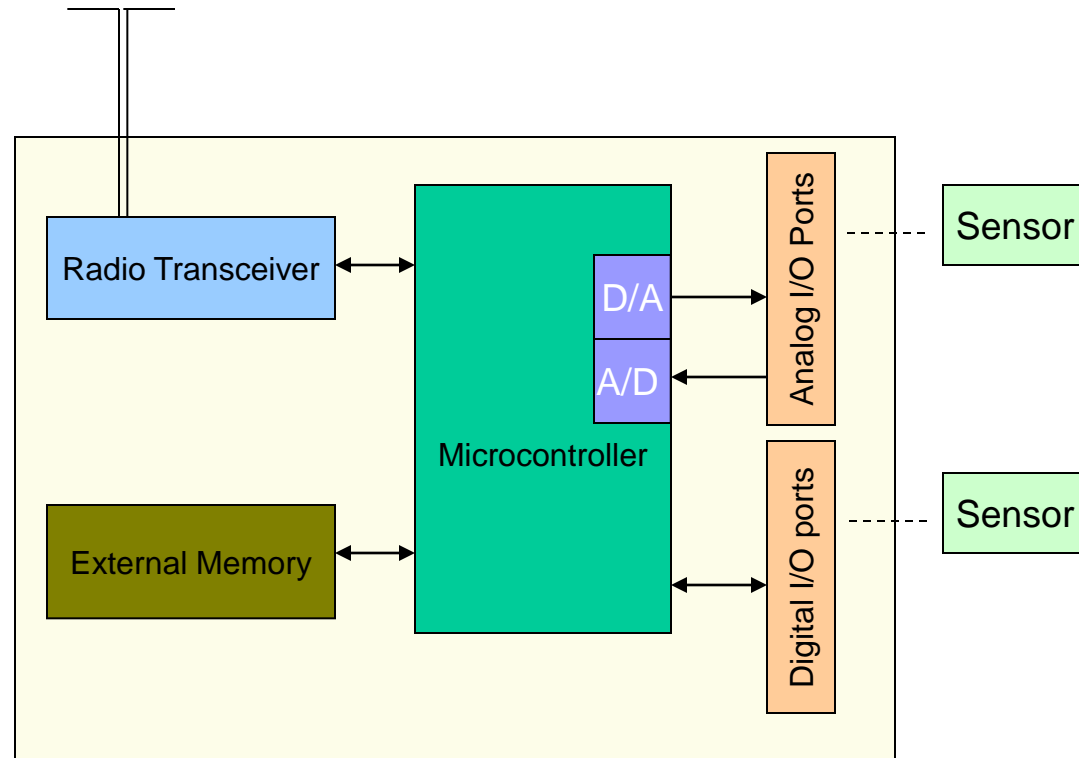 Radio Transceiver
D/A
A/D
Microcontroller
External Memory
Analog I/O Ports
Digital I/O ports
Sensor
Sensor